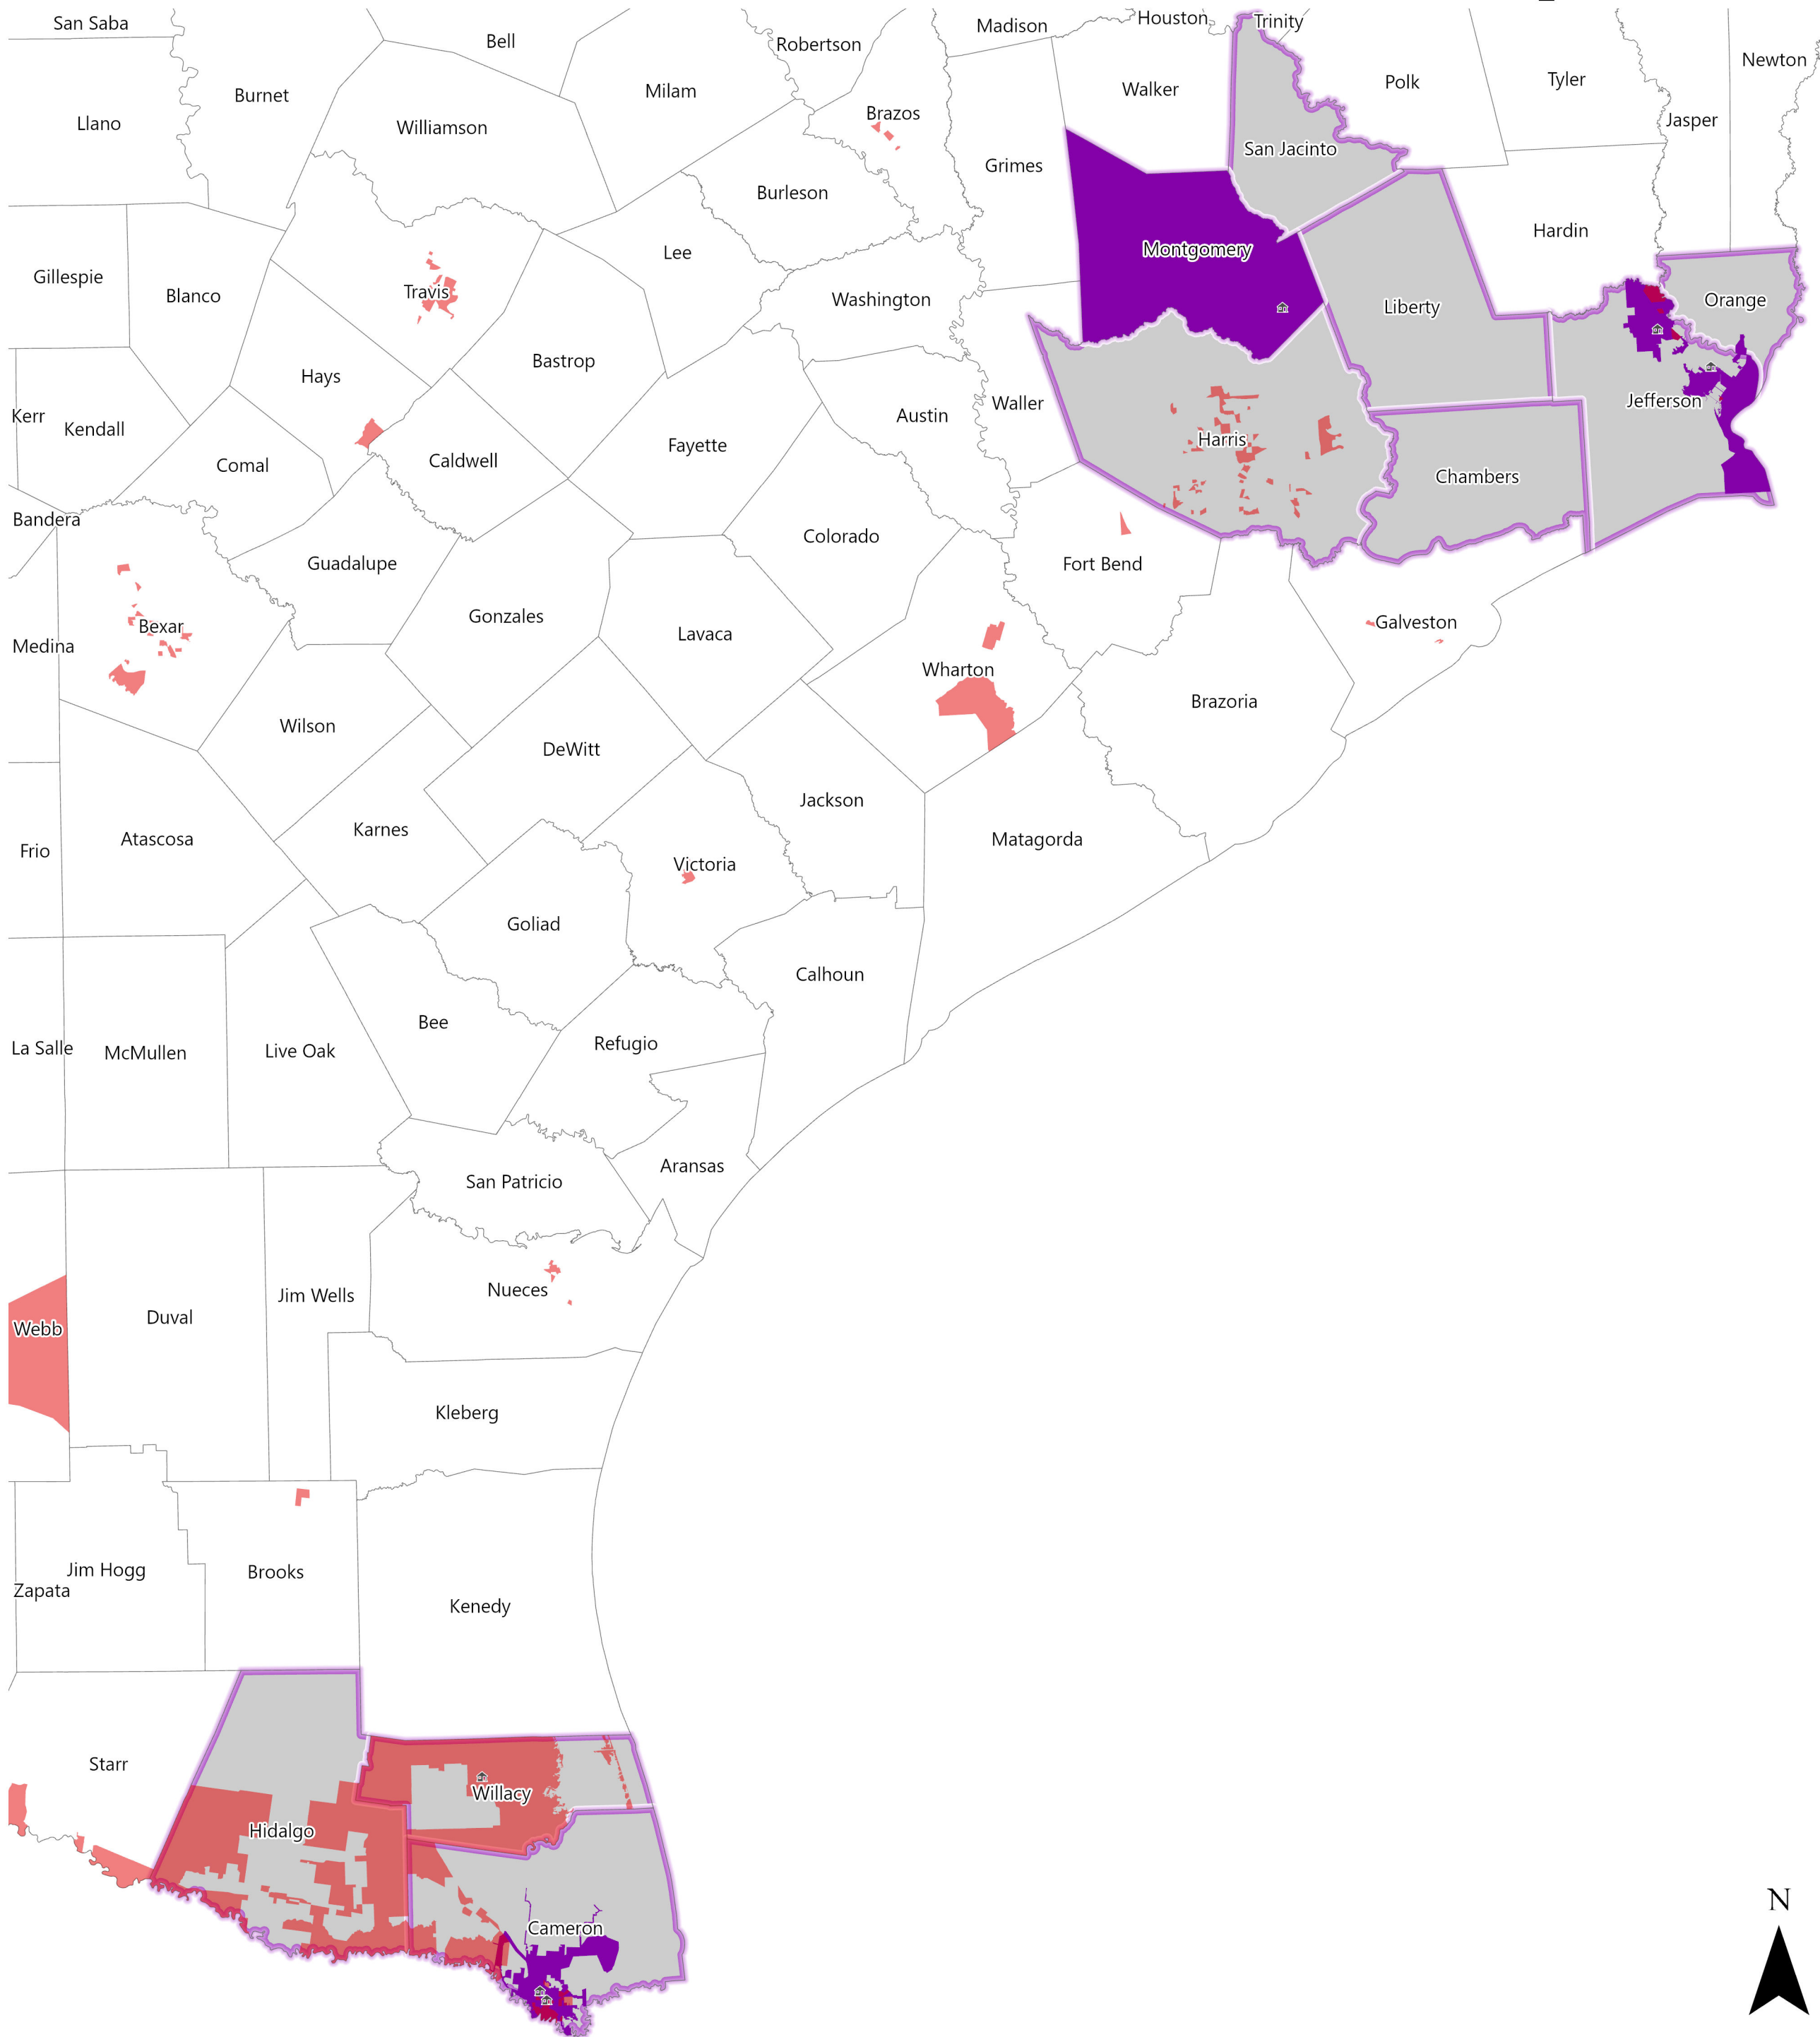 San Saba
Bell
Robertson
Madison
Houston
Trinity
Newton
Burnet
Milam
Walker
Polk
Tyler
Llano
Williamson
Brazos
Jasper
San Jacinto
Grimes
Burleson
Hardin
Montgomery
Lee
Gillespie
Blanco
Travis
Washington
Liberty
Orange
Hays
Bastrop
Waller
Jefferson
Kerr
Kendall
Austin
Harris
Fayette
Comal
Caldwell
Chambers
Bandera
Colorado
Guadalupe
Fort Bend
Gonzales
Bexar
Lavaca
Galveston
Medina
Wharton
Brazoria
Wilson
DeWitt
Jackson
Karnes
Atascosa
Matagorda
Frio
Victoria
Goliad
Calhoun
Bee
Refugio
La Salle
McMullen
Live Oak
Aransas
San Patricio
Nueces
Jim Wells
Duval
Webb
Kleberg
Jim Hogg
Brooks
Zapata
Kenedy
Starr
Willacy
Hidalgo
Cameron
N